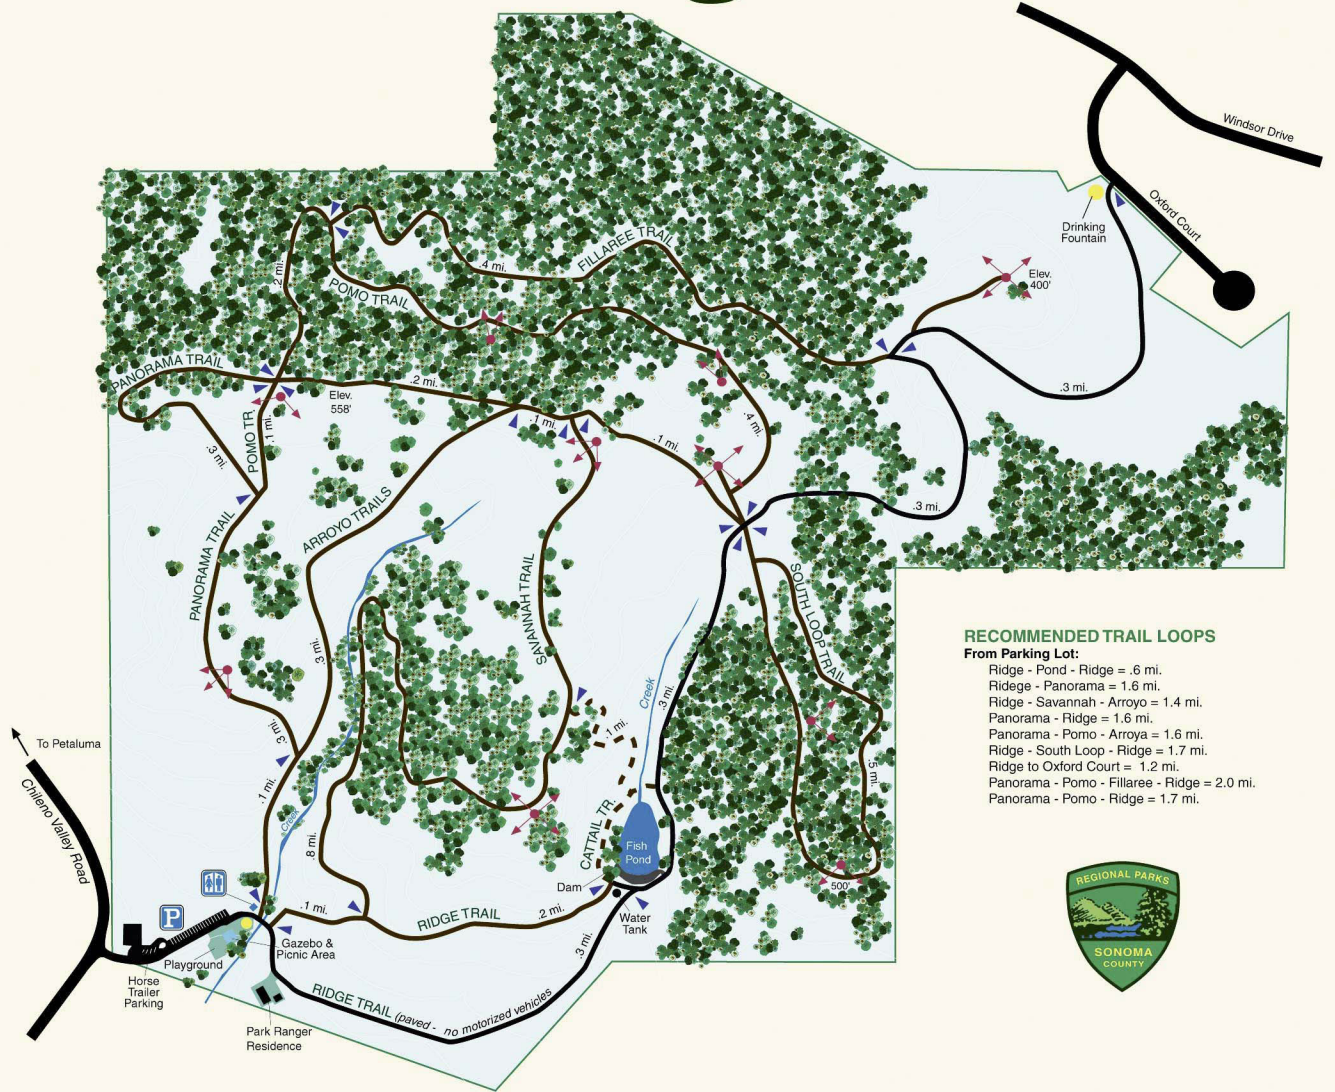 Windsor Drive
Oxford Court
Drinking
Fountain
Elev.
400'
FILLAREE TRAIL
.4 mi.
.2 mi.
POMO TRAIL
PANORAMA TRAIL
.2 mi.
Elev.
558'
.3 mi.
POMO TR.
.1 mi.
.3 mi.
.1 mi.
.1 mi.
.4 mi.
.3 mi.
ARROYO TRAILS
PANORAMA TRAIL
SAVANNAH TRAIL
SOUTH LOOP TRAIL
.3 mi.
Creek
.3 mi.
.1 mi.
.3 mi.
.5 mi.
To Petaluma
Chileno Valley Road
.1 mi.
Creek
.8 mi.
CATTAIL TR.
Fish
Pond
Dam
500'
P
.1 mi.
RIDGE TRAIL
.2 mi.
Water
Tank
Gazebo &
Picnic Area
Playground
.3 mi.
Horse
Trailer
Parking
RIDGE TRAIL (paved - no motorized vehicles
Park Ranger
Residence
RECOMMENDED TRAIL LOOPS
From Parking Lot:
Ridge - Pond - Ridge = .6 mi.
Ridege - Panorama = 1.6 mi.
Ridge - Savannah - Arroyo = 1.4 mi.
Panorama - Ridge = 1.6 mi.
Panorama - Pomo - Arroya = 1.6 mi.
Ridge - South Loop - Ridge = 1.7 mi.
Ridge to Oxford Court = 1.2 mi.
Panorama - Pomo - Fillaree - Ridge = 2.0 mi.
Panorama - Pomo - Ridge = 1.7 mi.
REGIONAL PARKS
SONOMA
COUNTY